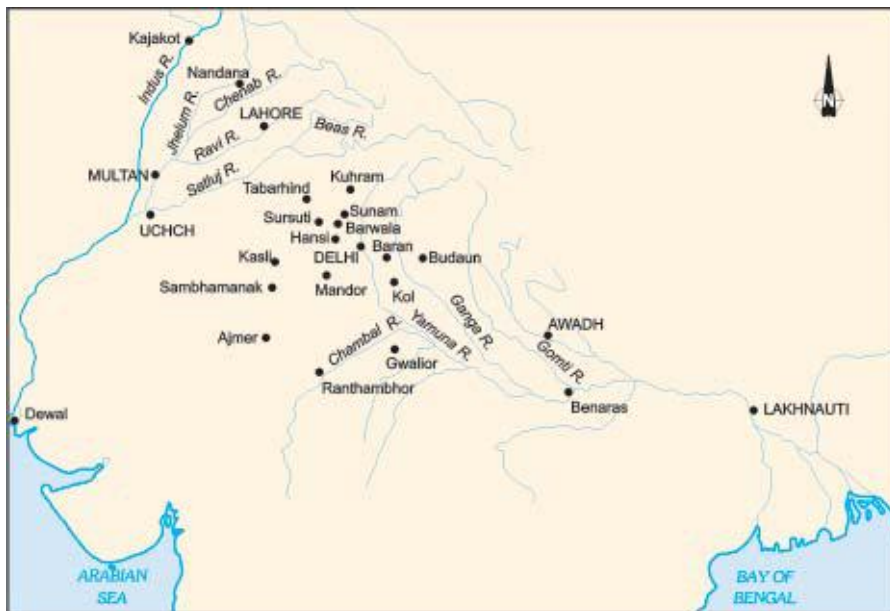 Kajakot
Indus R.
Nandana
Chenab R.
Jhelum R.
LAHORE
Ravi R.
Beas R.
N
MULTAN
Satluj R.
Kuhram
Tabarhind
UCHCH
Sursuti
Sunam
Barwala
Hansi
Baran
Kasli
DELHI
Budaun
Sambhamanak
Mandor
Kol
Ganga R.
AWADH
Ajmer
Chambal R.
Yamuna R.
Gomti R.
Gwalior
Ranthambhor
Benaras
Dewal
LAKHNAUTI
ARABIAN
SEA
BAY OF
BENGAL